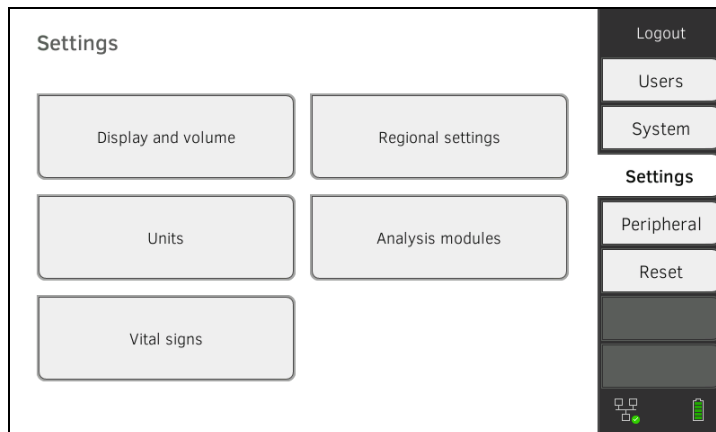 Settings
Display and volume
Regional settings
Units
Analysis modules
Vital signs
Logout
Users
System
Settings
Peripheral
Reset